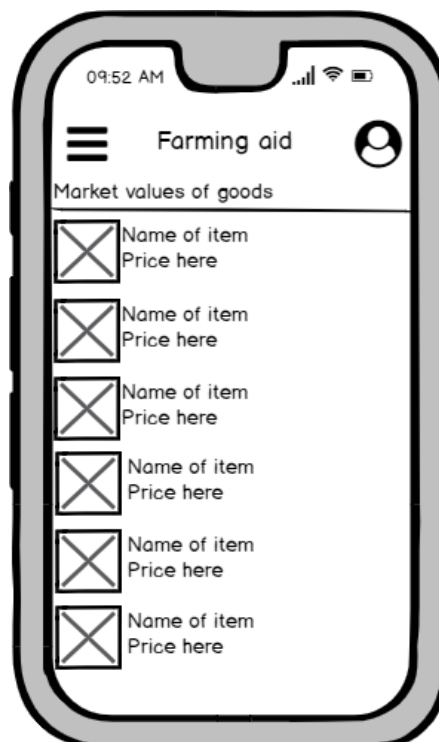 09:52 AM
Farming aid
Market values of goods
Name of item
Price here
Name of item
Price here
Name of item
Price here
Name of item
Price here
Name of item
Price here
Name of item
Price here